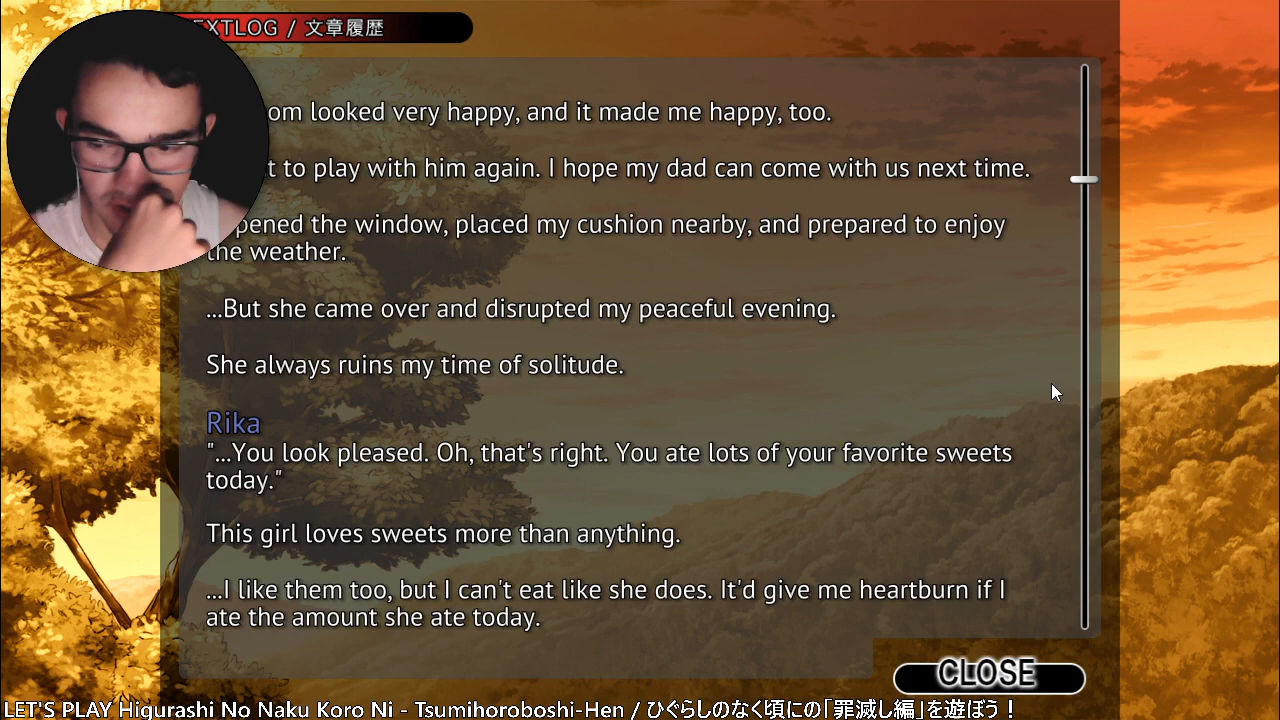 EXTLOG / 文章履歴
om looked very happy, and it made me happy, too.
t to play with him again. I hope my dad can come with us next time.
pened the window, placed my cushion nearby, and prepared to enjoy
the weather.
...But she came over and disrupted my peaceful evening.
She always ruins my time of solitude.
Rika
"...You look pleased. Oh, that's right. You ate lots of your favorite sweets
today."
This girl loves sweets more than anything.
...I like them too, but I can't eat like she does. It'd give me heartburn if I
ate the amount she ate today.
CLOSE
LET'S PLAY Higurashi No Naku Koro Ni - Tsumihoroboshi-Hen / ひぐらしのなく頃にの「罪滅し編」を遊ぼう！